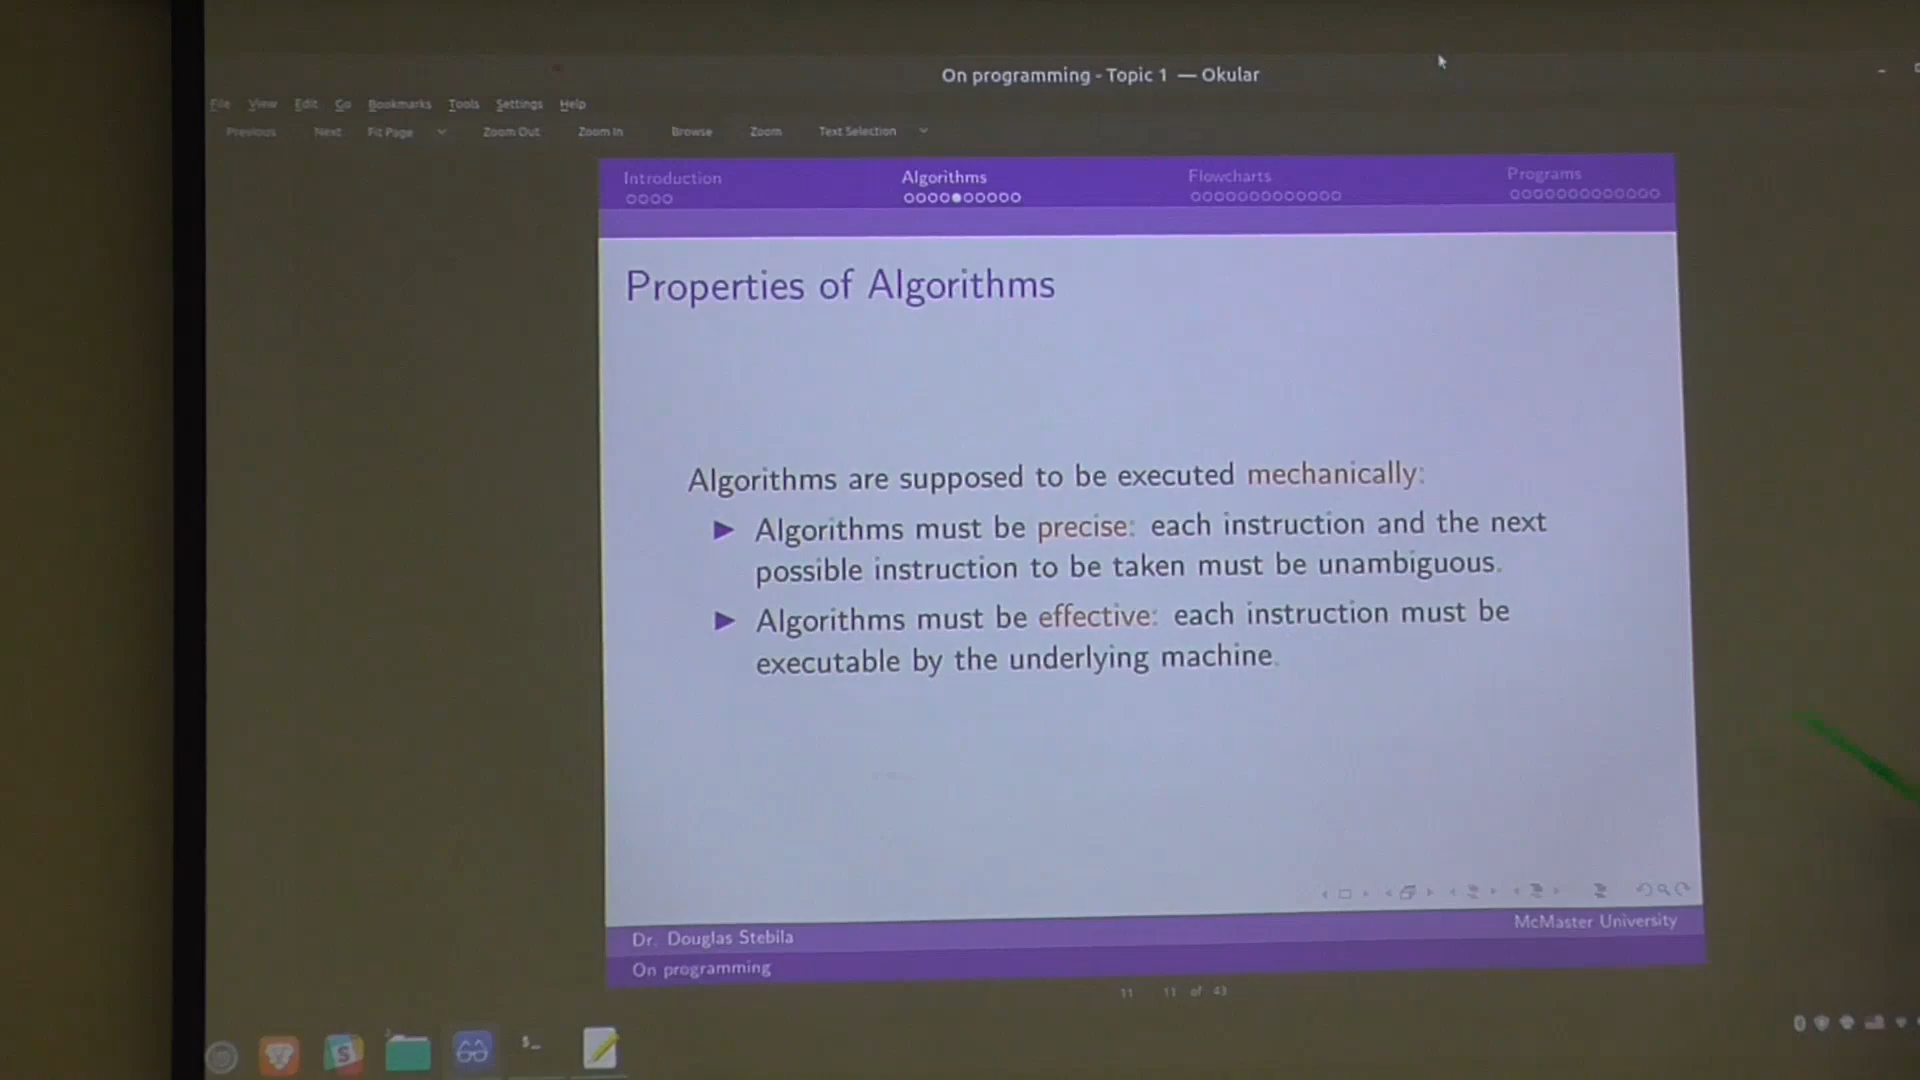 On programming - Topic 1 — Okular
File View Edit Go Bookmarks Tools Settings Help
Previous Next Fit Page Zoom Out Zoom In Browse Zoom Text Selection
Introduction Algorithms Flowcharts Programs
Properties of Algorithms
Algorithms are supposed to be executed mechanically:
▶ Algorithms must be precise: each instruction and the next
possible instruction to be taken must be unambiguous.
▶ Algorithms must be effective: each instruction must be
executable by the underlying machine.
Dr. Douglas Stebila McMaster University
On programming
11 11 of 43
S
$_